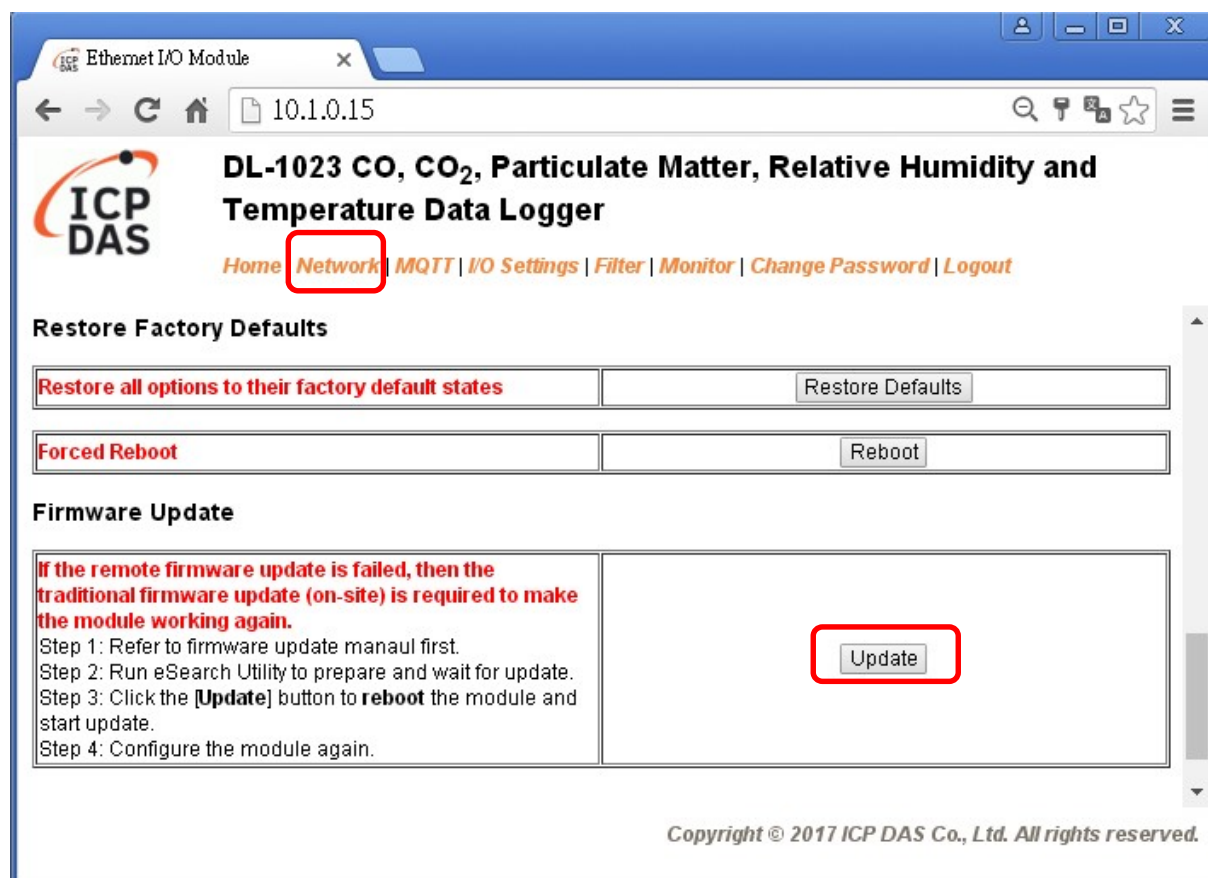 ICP DAS Ethernet I/O Module
10.1.0.15
ICP
DAS
DL-1023 CO, CO₂, Particulate Matter, Relative Humidity and
Temperature Data Logger
Home | Network | MQTT | I/O Settings | Filter | Monitor | Change Password | Logout
Restore Factory Defaults
Restore all options to their factory default states Restore Defaults
Forced Reboot Reboot
Firmware Update
If the remote firmware update is failed, then the
traditional firmware update (on-site) is required to make
the module working again.
Step 1: Refer to firmware update manaul first.
Step 2: Run eSearch Utility to prepare and wait for update.
Step 3: Click the [Update] button to reboot the module and
start update.
Step 4: Configure the module again.
Update
Copyright © 2017 ICP DAS Co., Ltd. All rights reserved.